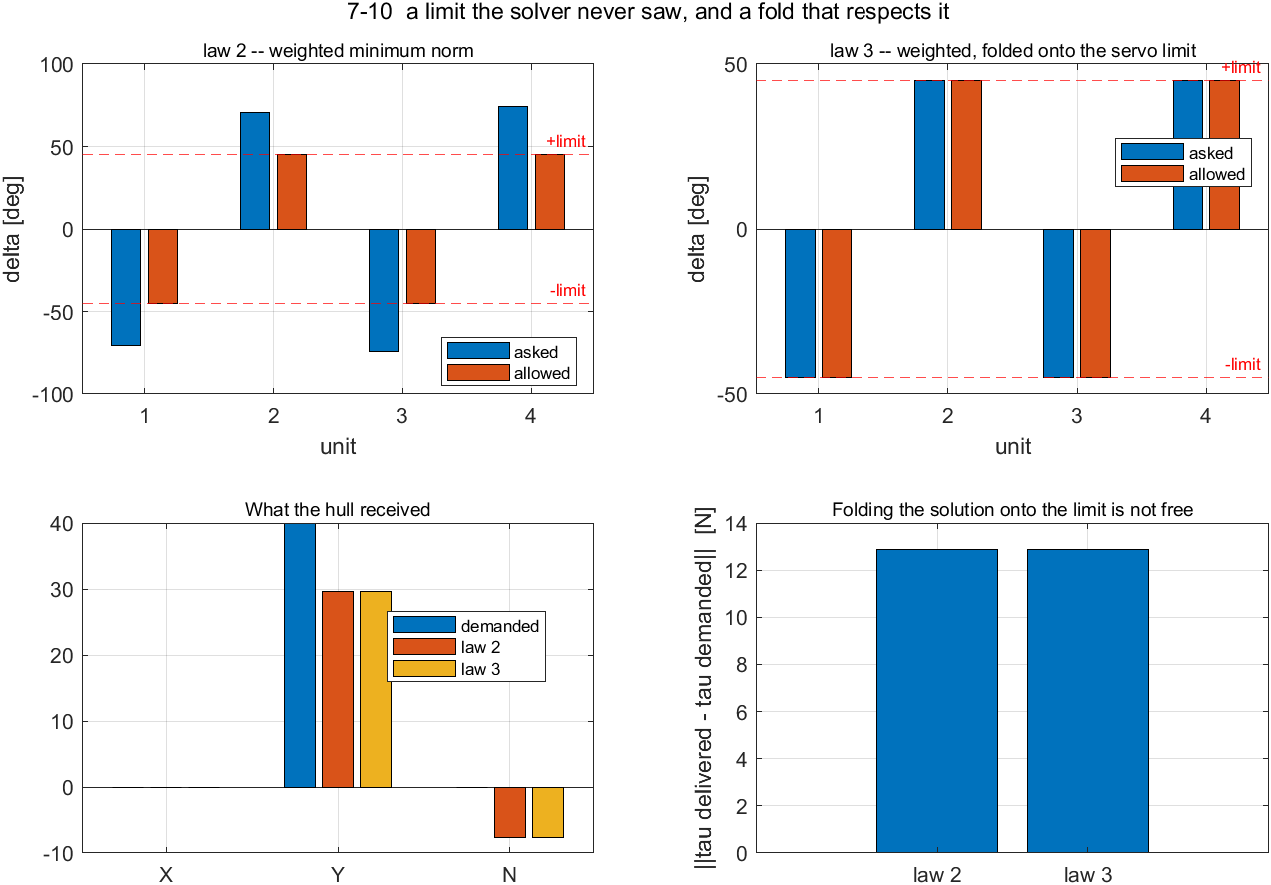 7-10 a limit the solver never saw, and a fold that respects it
law 2 -- weighted minimum norm
100
50
0
-50
-100
delta [deg]
+limit
-limit
asked
allowed
1 2 3 4
unit
law 3 -- weighted, folded onto the servo limit
50
0
-50
delta [deg]
+limit
asked
allowed
-limit
1 2 3 4
unit
What the hull received
40
30
20
10
0
-10
demanded
law 2
law 3
X Y N
Folding the solution onto the limit is not free
||tau delivered - tau demanded|| [N]
14
12
10
8
6
4
2
0
law 2 law 3